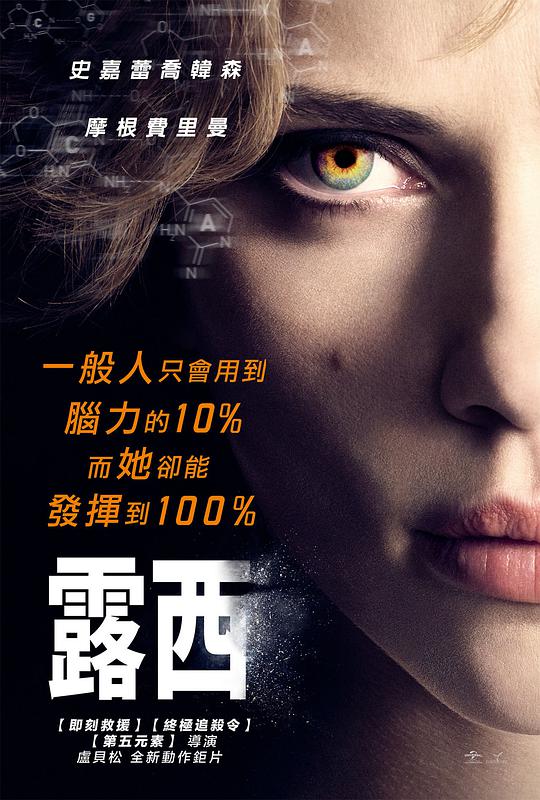 史嘉蕾喬韓森
摩根費里曼
C
G
NH
A
O
C
NH
H₂N
A
N
一般人只會用到
腦力的10%
而她卻能
發揮到100%
露西
【即刻救援】【終極追殺令】
【第五元素】導演
盧貝松 全新動作鉅片